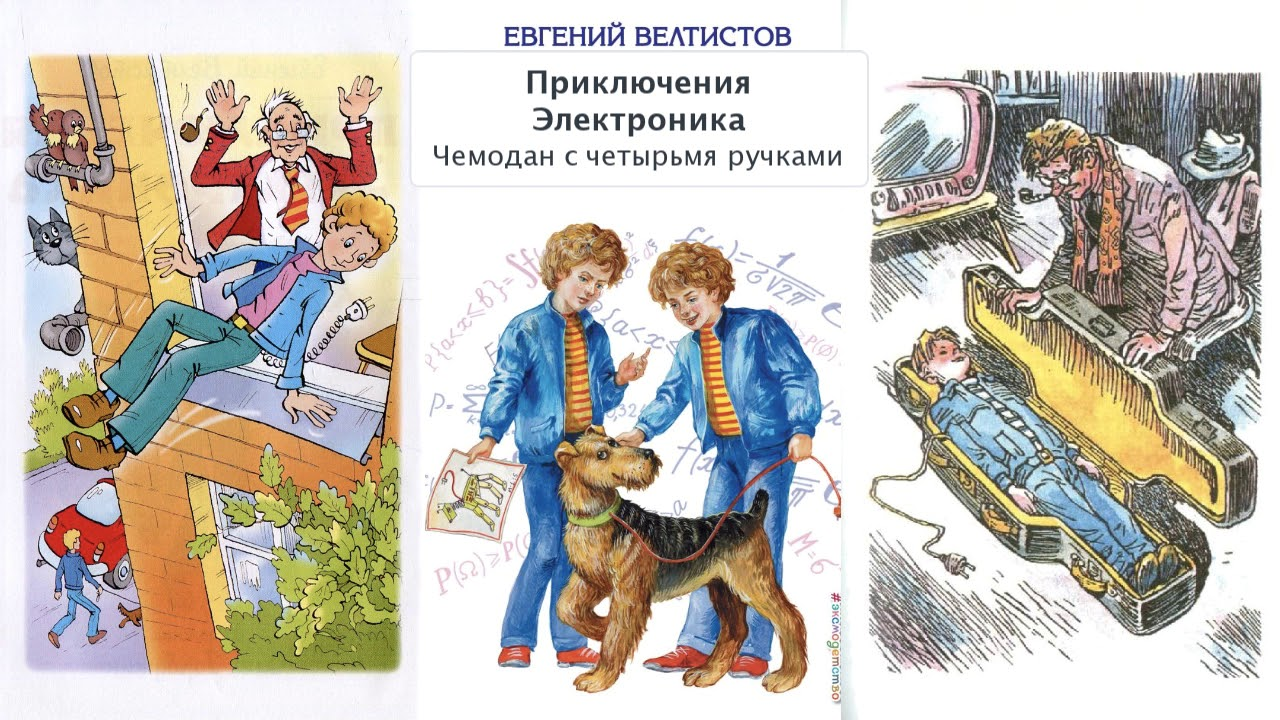 ЕВГЕНИЙ ВЕЛТИСТОВ
Приключения
Электроника
Чемодан с четырьмя ручками
#эксмодетство